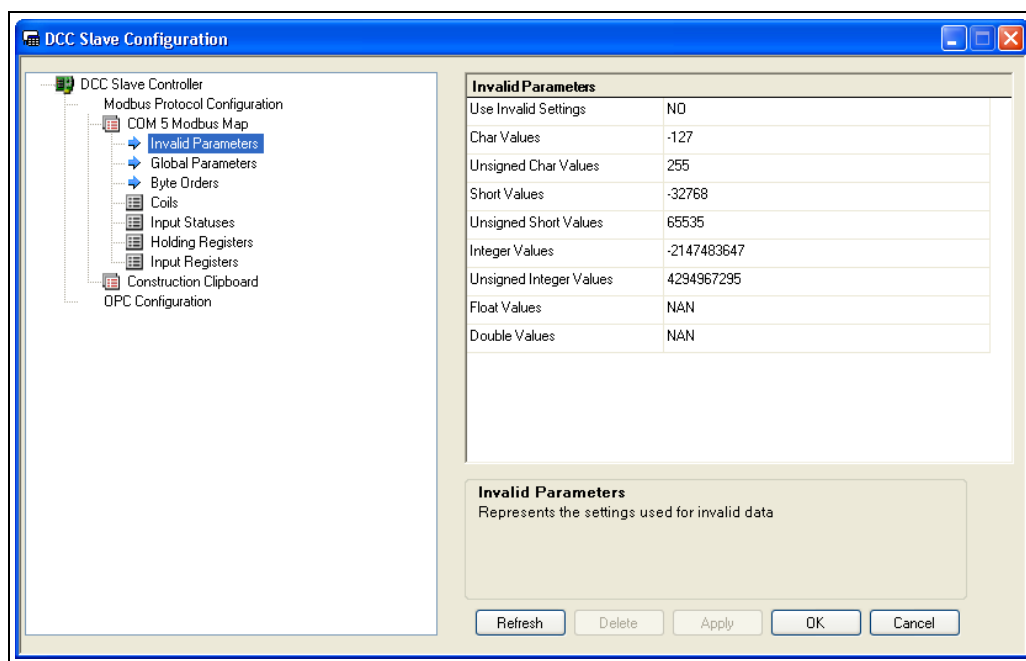 DCC Slave Configuration
DCC Slave Controller
Modbus Protocol Configuration
COM 5 Modbus Map
Invalid Parameters
Global Parameters
Byte Orders
Coils
Input Statuses
Holding Registers
Input Registers
Construction Clipboard
OPC Configuration
Invalid Parameters
Use Invalid Settings NO
Char Values -127
Unsigned Char Values 255
Short Values -32768
Unsigned Short Values 65535
Integer Values -2147483647
Unsigned Integer Values 4294967295
Float Values NAN
Double Values NAN
Invalid Parameters
Represents the settings used for invalid data
Refresh Delete Apply OK Cancel